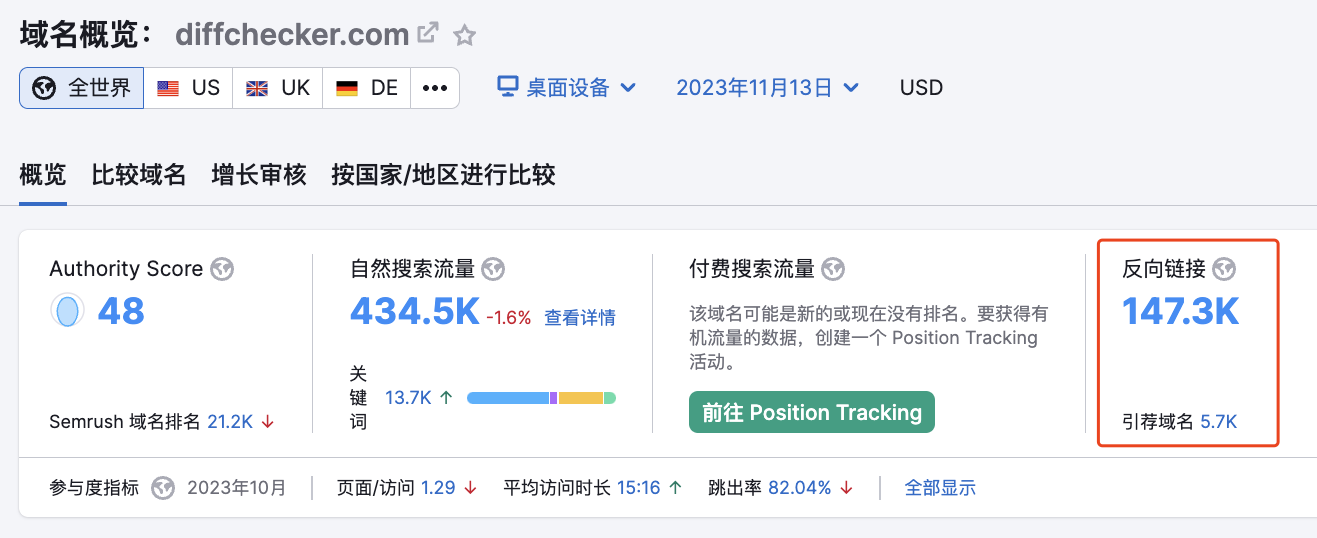 域名概览： diffchecker.com
全世界 US UK DE ••• 桌面设备 2023年11月13日 USD
概览 比较域名 增长审核 按国家/地区进行比较
Authority Score
48
Semrush 域名排名 21.2K ↓
自然搜索流量
434.5K -1.6% 查看详情
关键词 13.7K ↑
付费搜索流量
该域名可能是新的或现在没有排名。要获得有
机流量的数据，创建一个 Position Tracking
活动。
前往 Position Tracking
反向链接
147.3K
引荐域名 5.7K
参与度指标 2023年10月 页面/访问 1.29 ↓ 平均访问时长 15:16 ↑ 跳出率 82.04% ↓ 全部显示